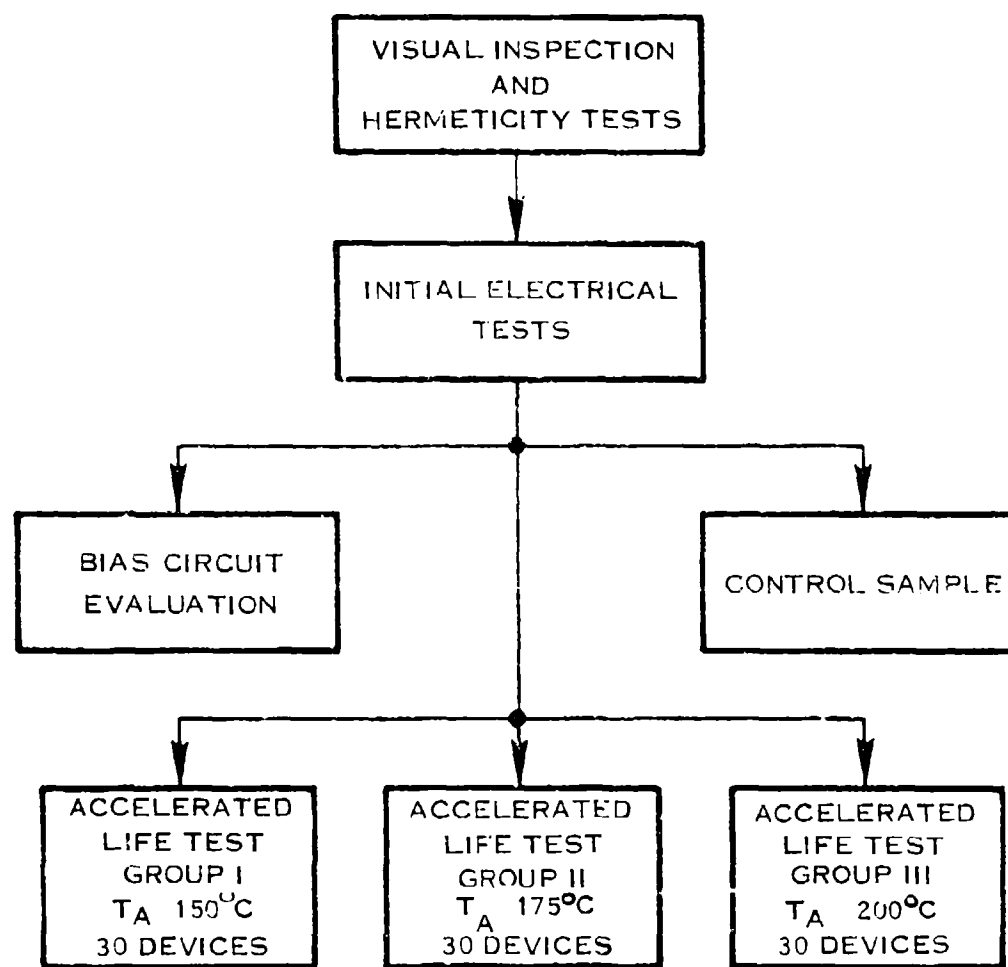 VISUAL INSPECTION
AND
HERMETICITY TESTS
INITIAL ELECTRICAL
TESTS
BIAS CIRCUIT
EVALUATION
CONTROL SAMPLE
ACCELERATED
LIFE TEST
GROUP I
TA 150°C
30 DEVICES
ACCELERATED
LIFE TEST
GROUP II
TA 175°C
30 DEVICES
ACCELERATED
LIFE TEST
GROUP III
TA 200°C
30 DEVICES